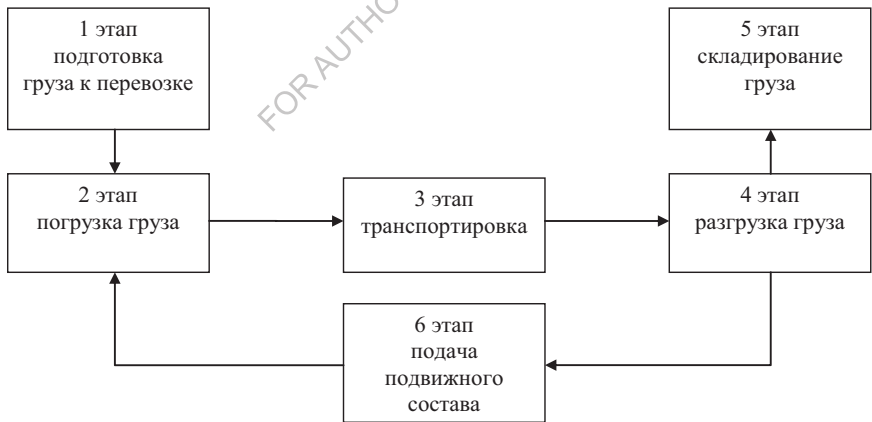 1 этап
подготовка
груза к перевозке
5 этап
складирование
груза
FOR AUTHO
2 этап
погрузка груза
3 этап
транспортировка
4 этап
разгрузка груза
6 этап
подача
подвижного
состава